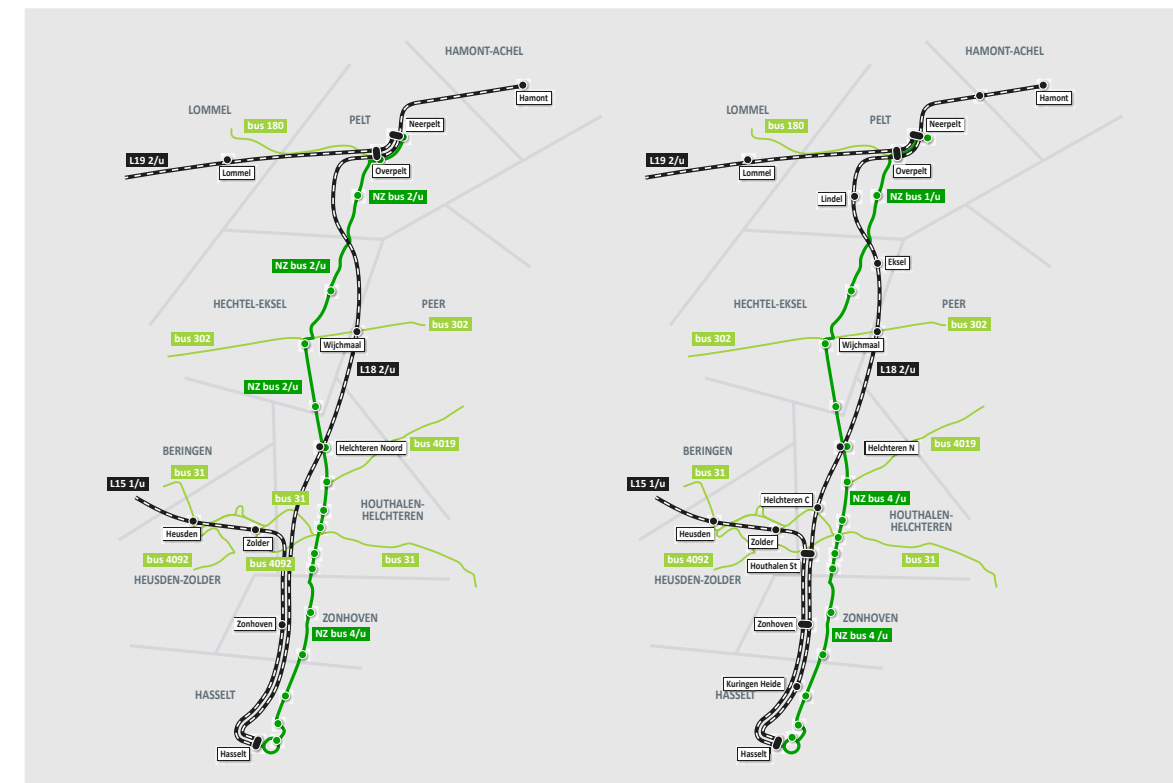 HAMONT-ACHEL
Hamont
LOMMEL
bus 180
PELT
Neerpelt
L19 2/u
Lommel
Overpelt
NZ bus 2/u
NZ bus 2/u
HECHTEL-EKSEL
PEER
bus 302
bus 302
Wijchmaal
L18 2/u
NZ bus 2/u
Helchteren Noord
bus 4019
BERINGEN
bus 31
L15 1/u
bus 31
HOUTHALEN-
HELCHTEREN
Heusden
Zolder
bus 4092
bus 4092
bus 31
HEUSDEN-ZOLDER
Zonhoven
ZONHOVEN
NZ bus 4/u
HASSELT
Hasselt
HAMONT-ACHEL
Hamont
LOMMEL
bus 180
PELT
Neerpelt
L19 2/u
Lommel
Overpelt
Lindel
NZ bus 1/u
Eksel
HECHTEL-EKSEL
PEER
bus 302
bus 302
Wijchmaal
L18 2/u
Helchteren N
bus 4019
BERINGEN
bus 31
L15 1/u
Helchteren C
NZ bus 4 /u
HOUTHALEN-
HELCHTEREN
Heusden
Zolder
bus 4092
Houthalen St
bus 31
HEUSDEN-ZOLDER
Zonhoven
ZONHOVEN
NZ bus 4 /u
Kuringen Heide
HASSELT
Hasselt